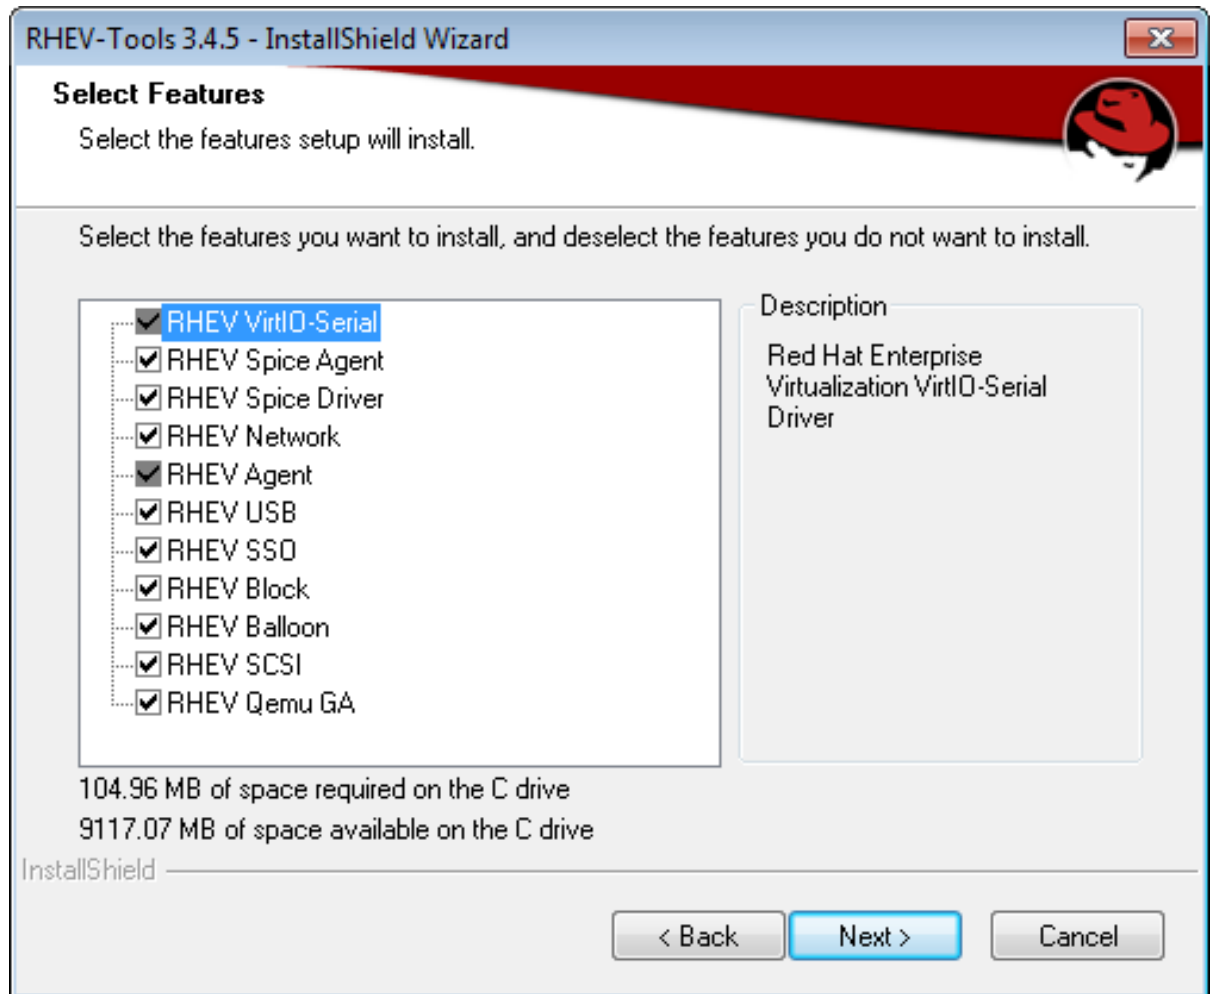 RHEV-Tools 3.4.5 - InstallShield Wizard
Select Features
Select the features setup will install.
Select the features you want to install, and deselect the features you do not want to install.
RHEV VirtIO-Serial
RHEV Spice Agent
RHEV Spice Driver
RHEV Network
RHEV Agent
RHEV USB
RHEV SSO
RHEV Block
RHEV Balloon
RHEV SCSI
RHEV Qemu GA
Description
Red Hat Enterprise
Virtualization VirtIO-Serial
Driver
104.96 MB of space required on the C drive
9117.07 MB of space available on the C drive
InstallShield
< Back
Next >
Cancel